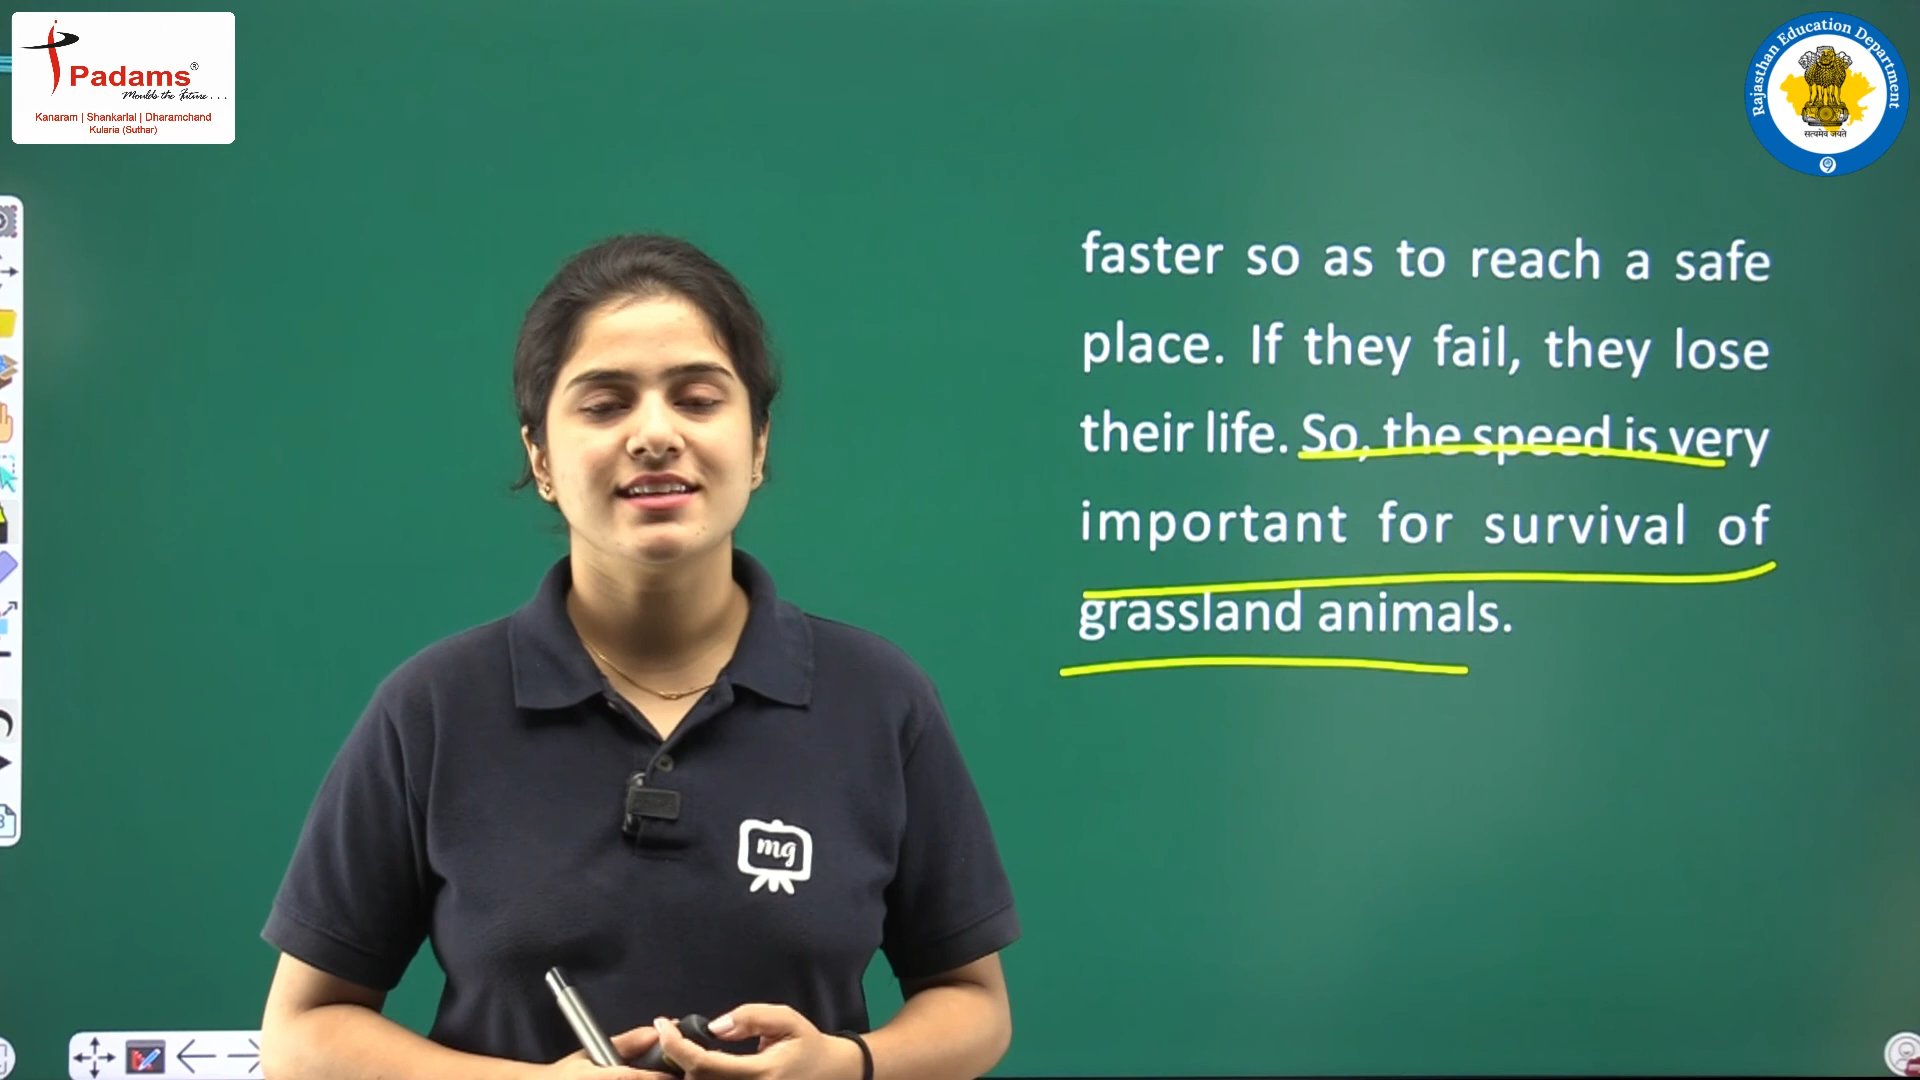 Padams®
Moulds the Future . . .
Kanaram | Shankarlal | Dharamchand
Kularia (Suthar)
Rajasthan Education Department
सत्यमेव जयते
faster so as to reach a safe
place. If they fail, they lose
their life. So, the speed is very
important for survival of
grassland animals.
mg